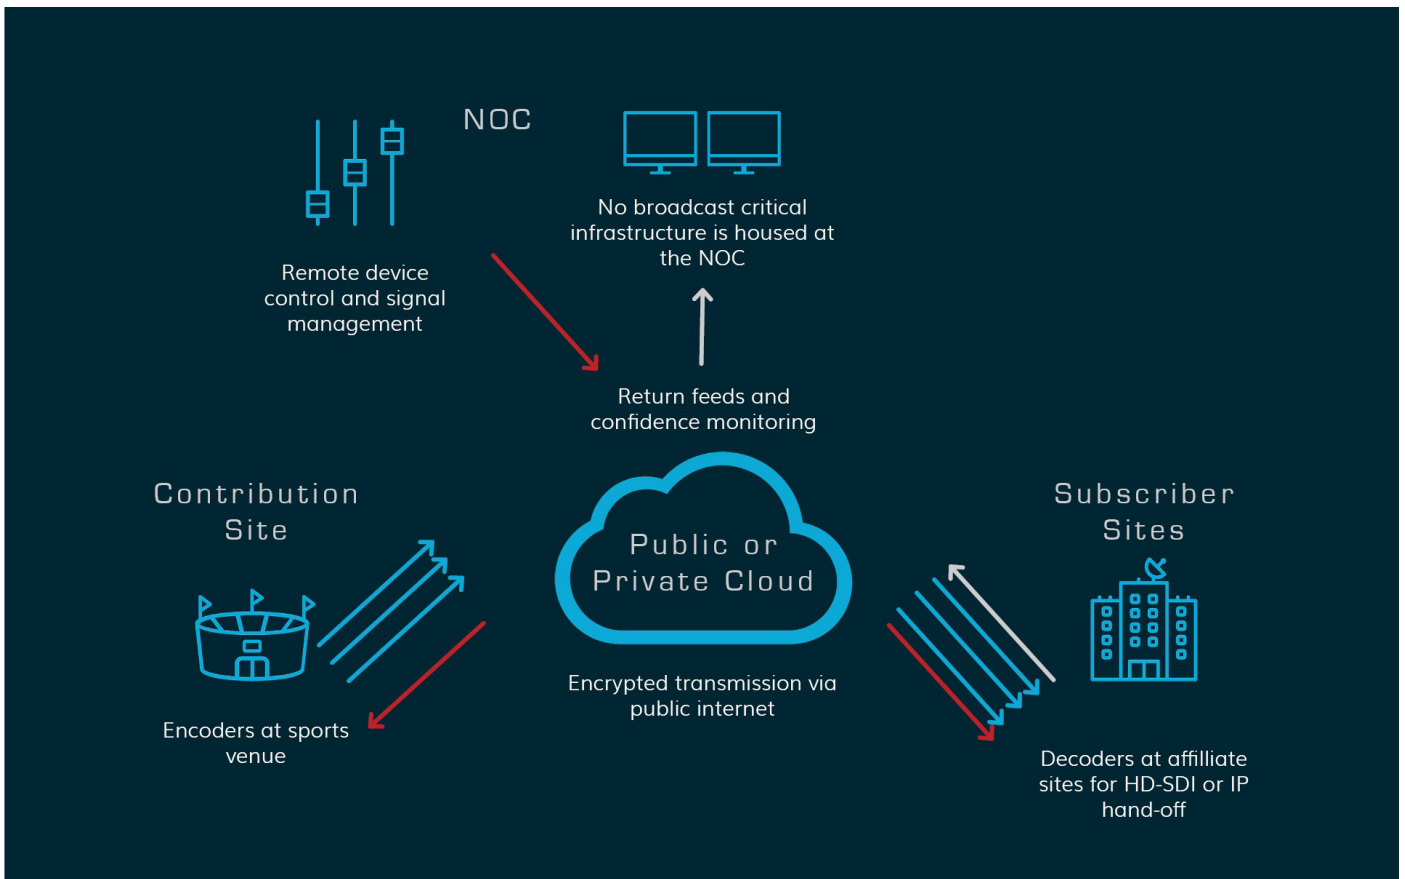 NOC
Remote device
control and signal
management
No broadcast critical
infrastructure is housed at
the NOC
Return feeds and
confidence monitoring
Contribution
Site
Encoders at sports
venue
Public or
Private Cloud
Encrypted transmission via
public internet
Subscriber
Sites
Decoders at affilliate
sites for HD-SDI or IP
hand-off